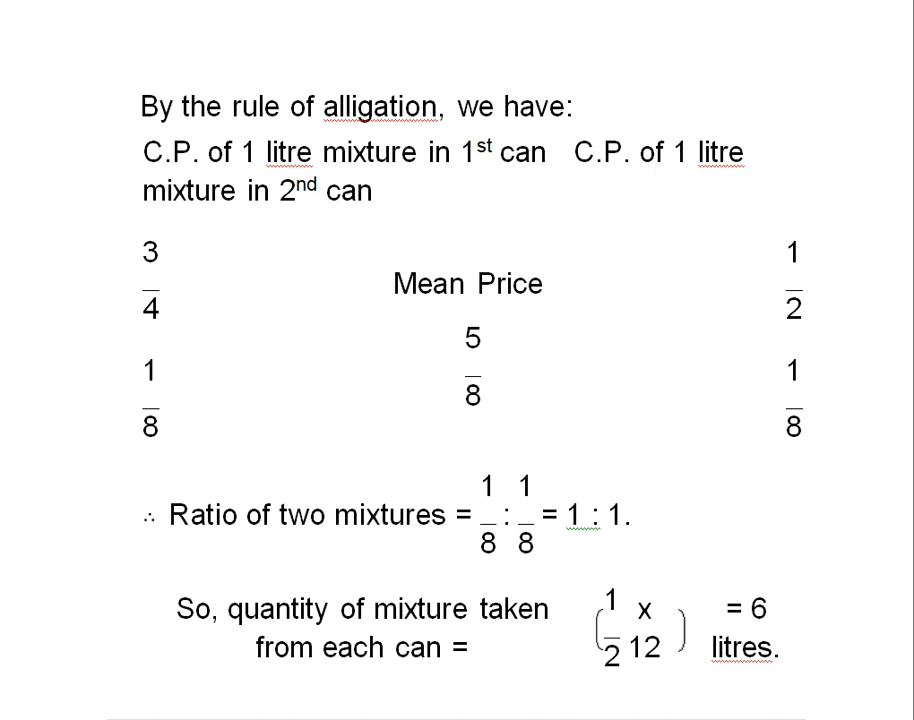 By the rule of alligation, we have:
C.P. of 1 litre mixture in 1st can C.P. of 1 litre
mixture in 2nd can
3 1
Mean Price
4 2
5
1 1
8
8 8
1 1
∴ Ratio of two mixtures = _ : _ = 1 : 1.
8 8
So, quantity of mixture taken ( 1 x ) = 6
from each can = 2 12 litres.